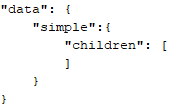 "data": {
    "simple":{
        "children": [
        ]
    }
}